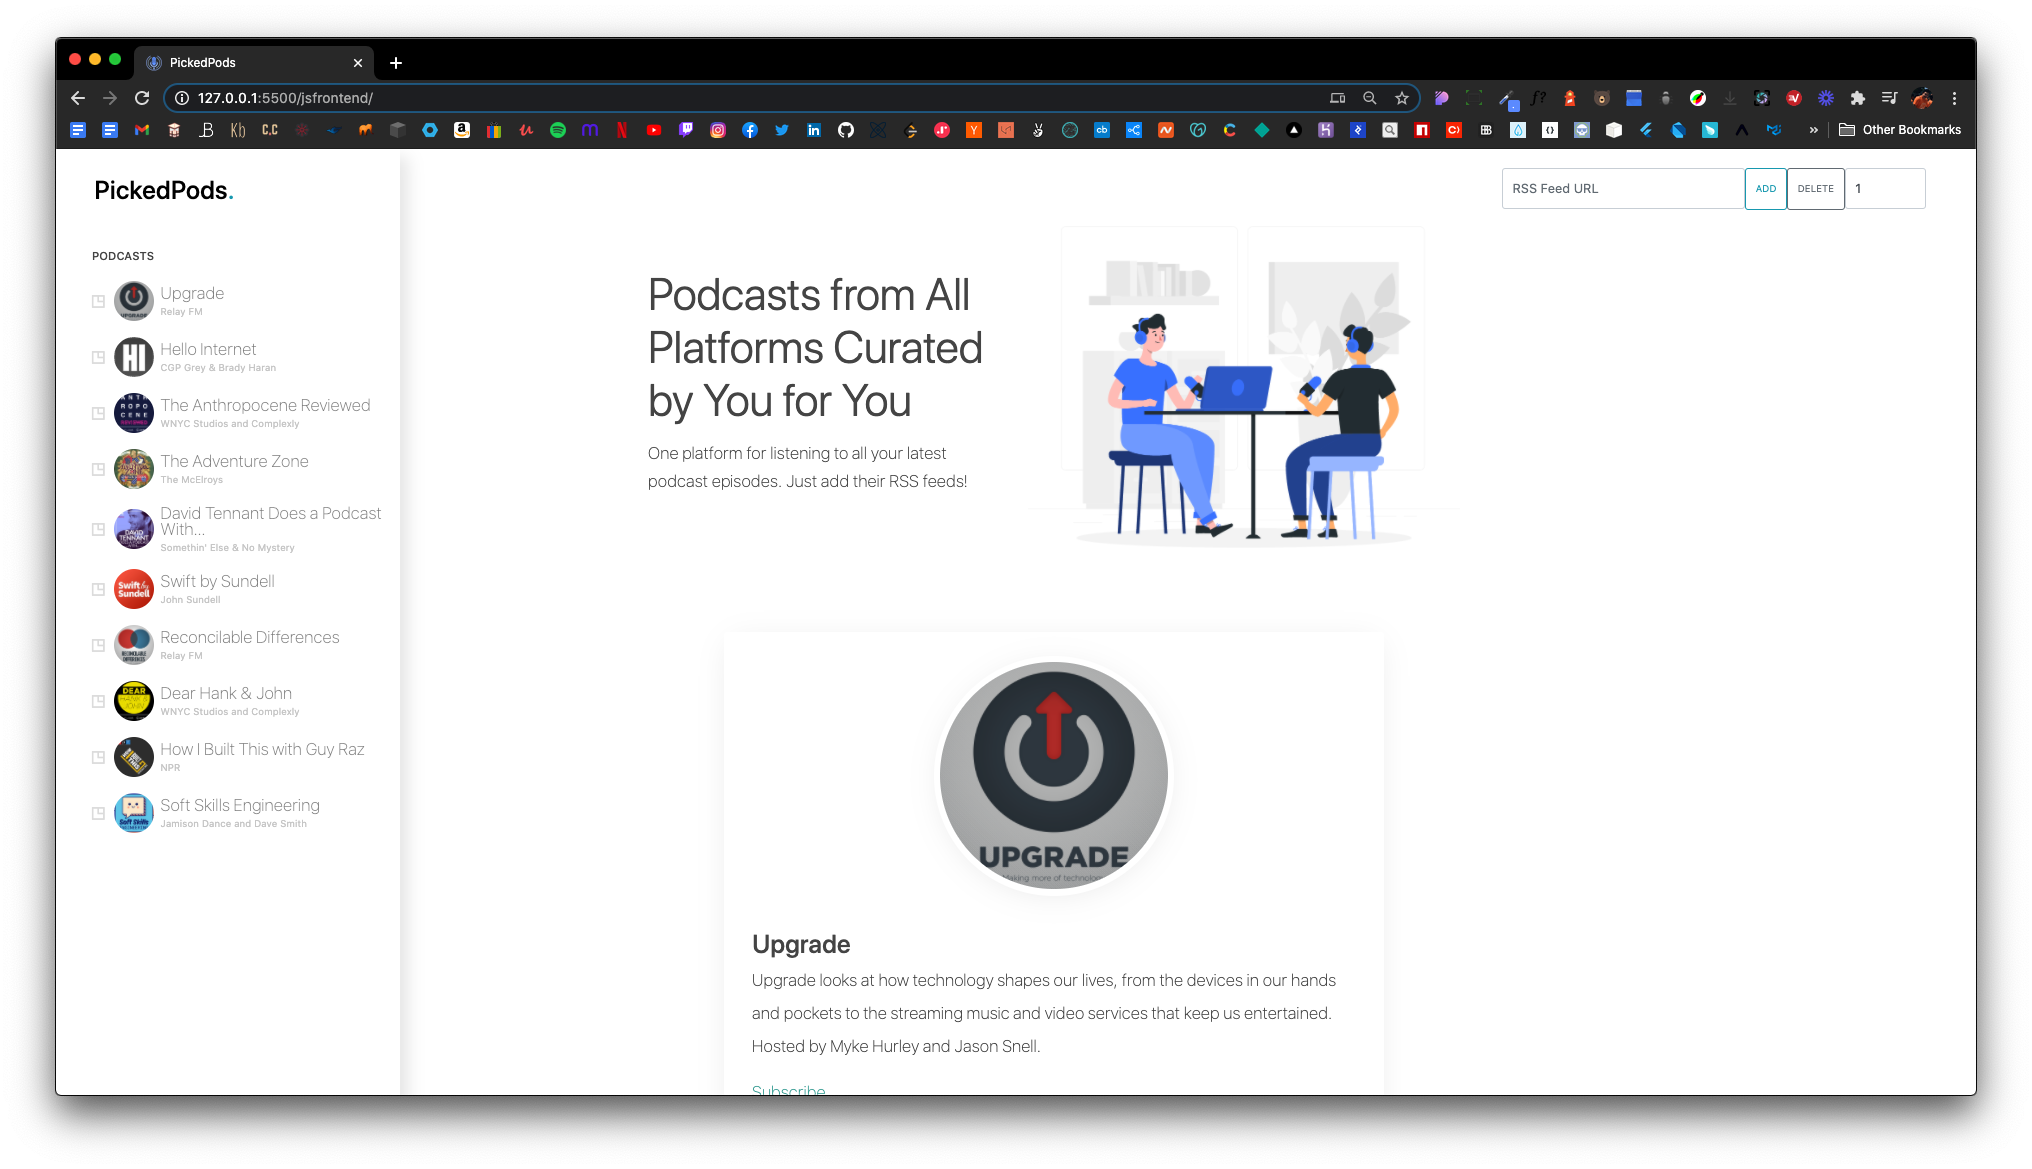 PickedPods
127.0.0.1:5500/jsfrontend/
Other Bookmarks
PickedPods.
RSS Feed URL
ADD
DELETE
1
PODCASTS
Upgrade
Relay FM
Hello Internet
CGP Grey & Brady Haran
The Anthropocene Reviewed
WNYC Studios and Complexly
The Adventure Zone
The McElroys
David Tennant Does a Podcast
With...
Somethin' Else & No Mystery
Swift by Sundell
John Sundell
Reconcilable Differences
Relay FM
Dear Hank & John
WNYC Studios and Complexly
How I Built This with Guy Raz
NPR
Soft Skills Engineering
Jamison Dance and Dave Smith
Podcasts from All
Platforms Curated
by You for You
One platform for listening to all your latest
podcast episodes. Just add their RSS feeds!
UPGRADE
Making more of technology
Upgrade
Upgrade looks at how technology shapes our lives, from the devices in our hands
and pockets to the streaming music and video services that keep us entertained.
Hosted by Myke Hurley and Jason Snell.
Subscribe